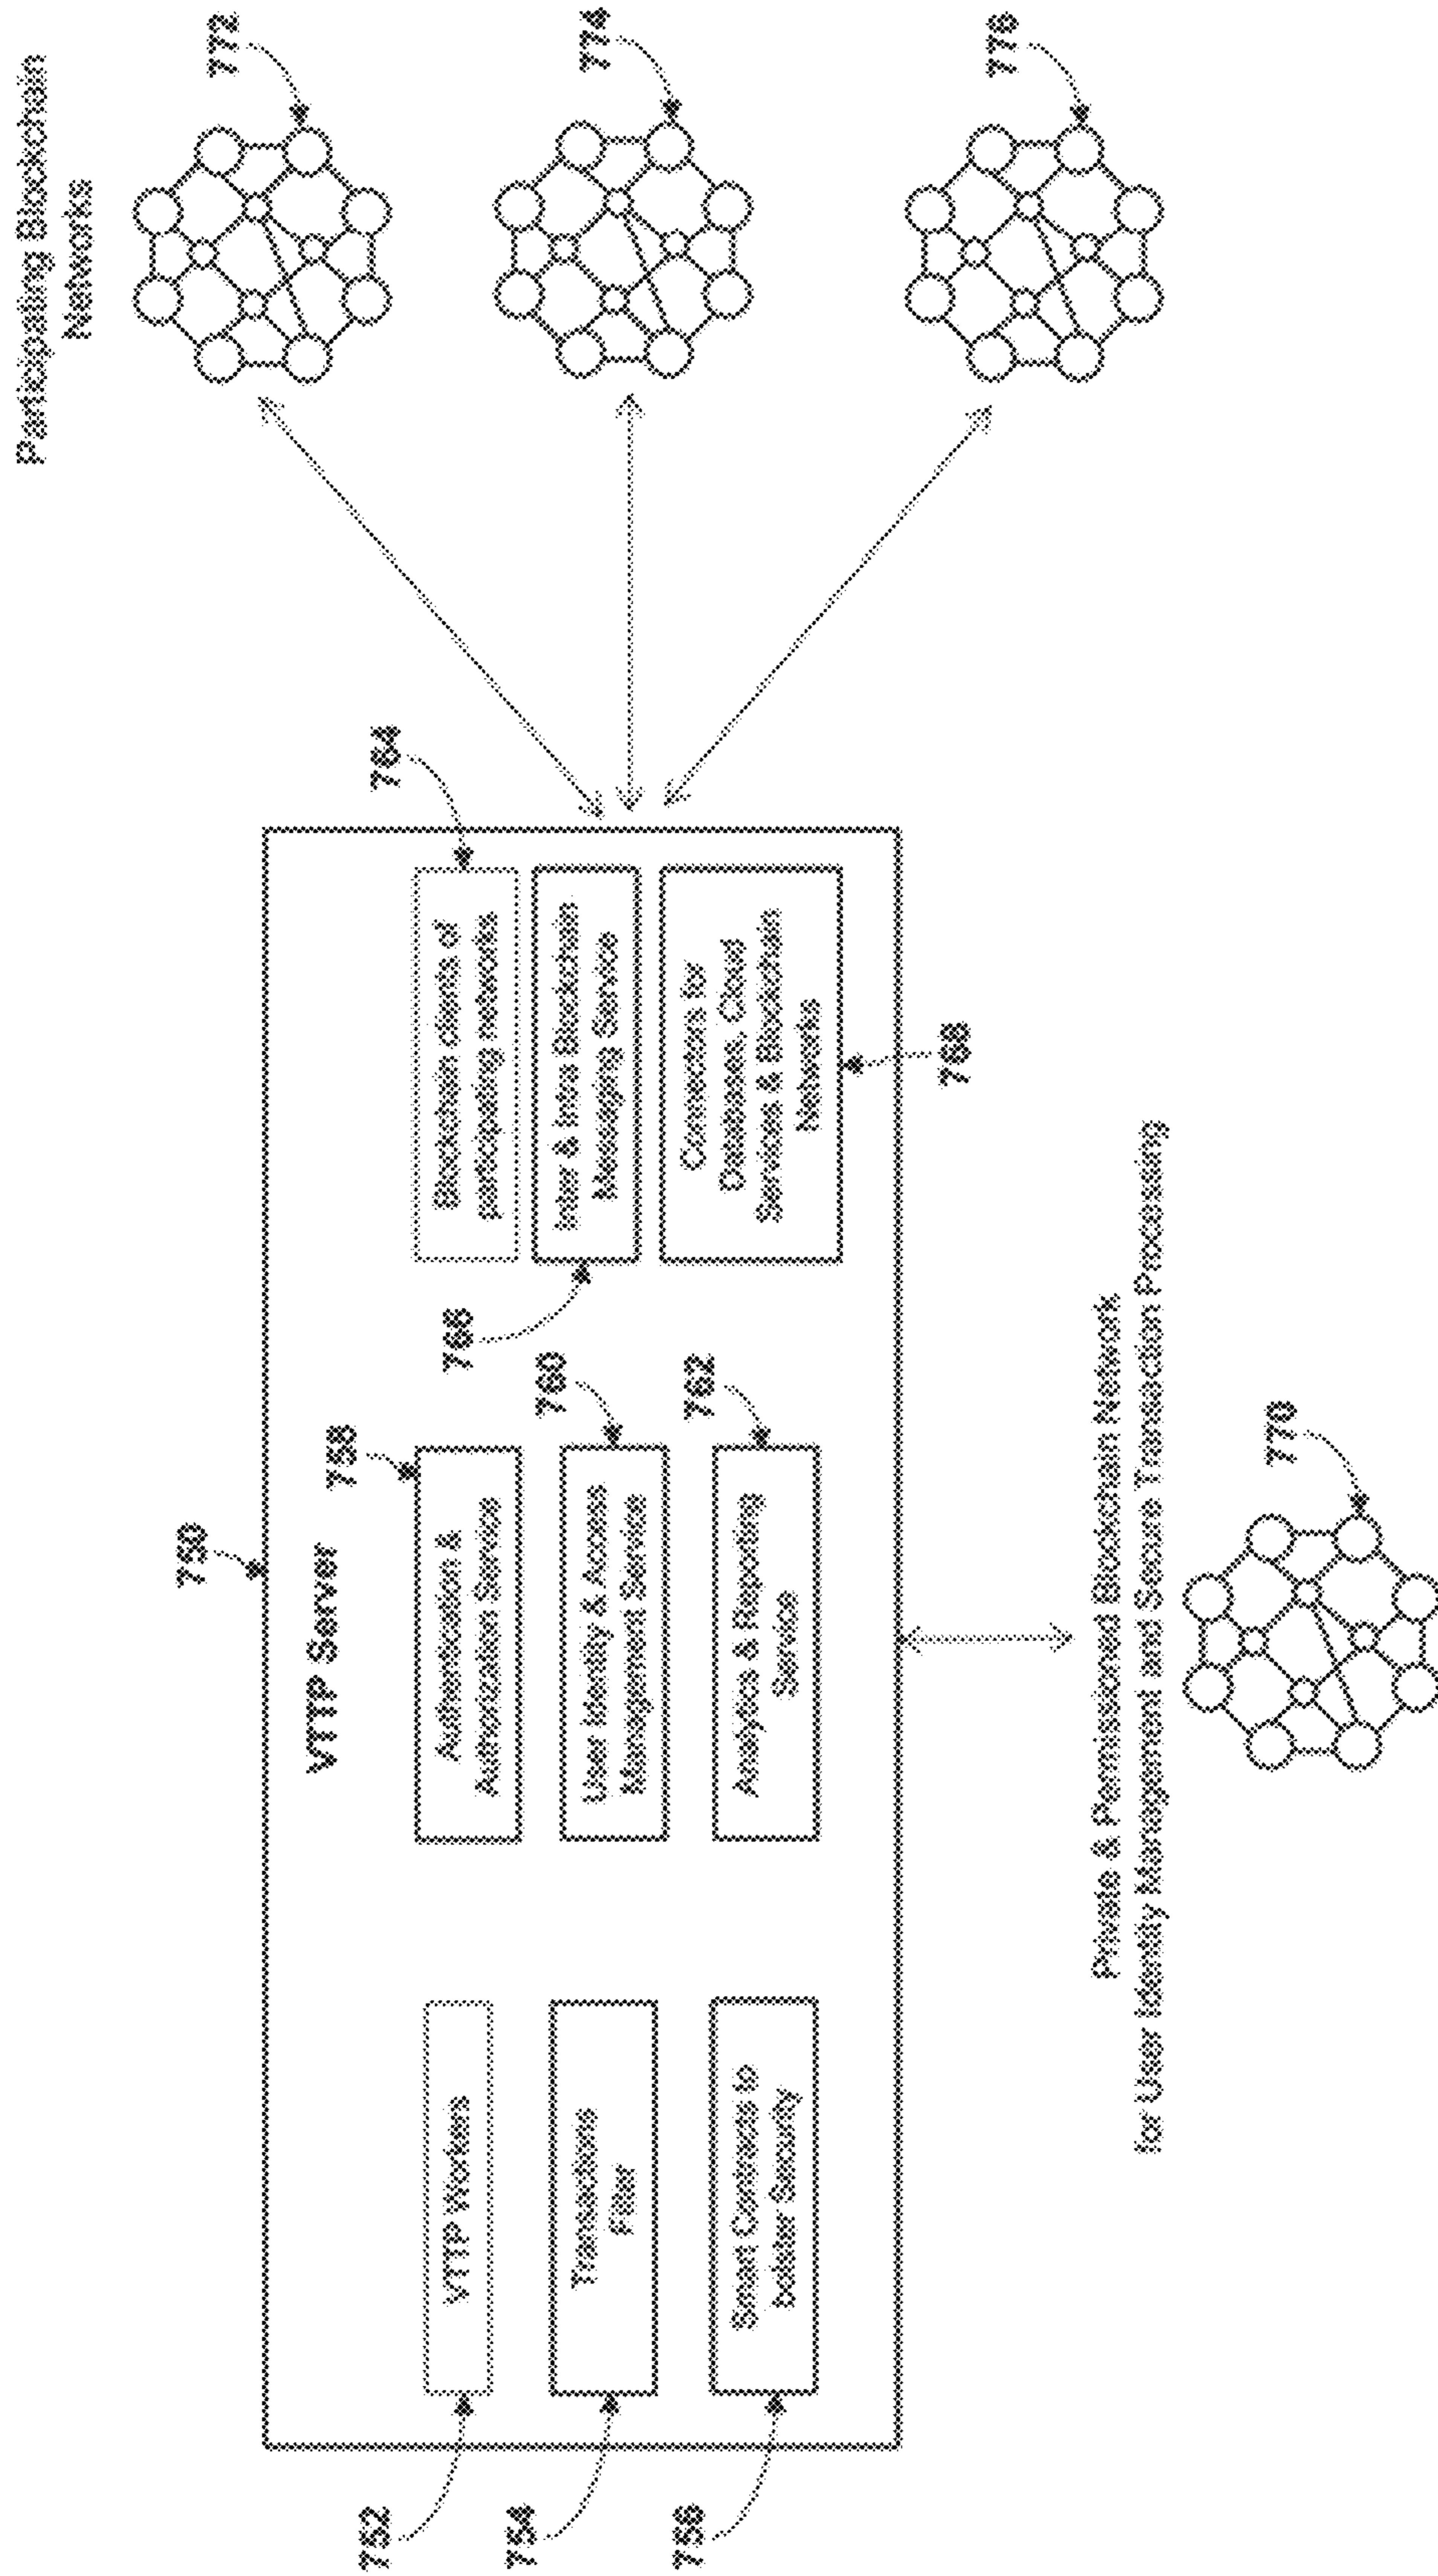 750
VTTP Server
752
VTTP Workers
754
Transactions
Filter
756
Smart Contracts to
bolster Security
758
Authentication &
Authorization Service
760
User Identity & Access
Management Service
762
Analytics & Reporting
Service
764
Blockchain clients of
participating networks
766
Inter & Intra Blockchain
Messaging Service
768
Connectors for
Databases, Cloud
Services & Blockchain
Networks
Participating Blockchain
Networks
772
774
776
Private & Permissioned Blockchain Network
for User Identity Management and Secure Transaction Processing
770